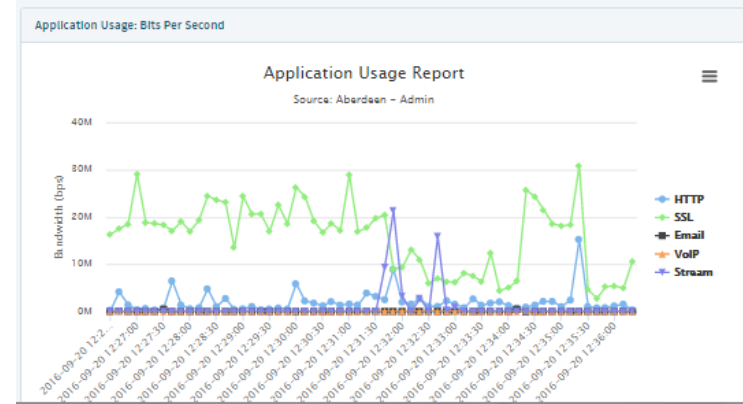 Application Usage: Bits Per Second
Application Usage Report
Source: Aberdeen – Admin
40M
30M
20M
10M
0M
Bandwidth (bps)
HTTP
SSL
Email
VoIP
Stream
2016-09-20 12:2...
2016-09-20 12:27:00
2016-09-20 12:27:30
2016-09-20 12:28:00
2016-09-20 12:28:30
2016-09-20 12:29:00
2016-09-20 12:29:30
2016-09-20 12:30:00
2016-09-20 12:30:30
2016-09-20 12:31:00
2016-09-20 12:31:30
2016-09-20 12:32:00
2016-09-20 12:32:30
2016-09-20 12:33:00
2016-09-20 12:33:30
2016-09-20 12:34:00
2016-09-20 12:34:30
2016-09-20 12:35:00
2016-09-20 12:35:30
2016-09-20 12:36:00